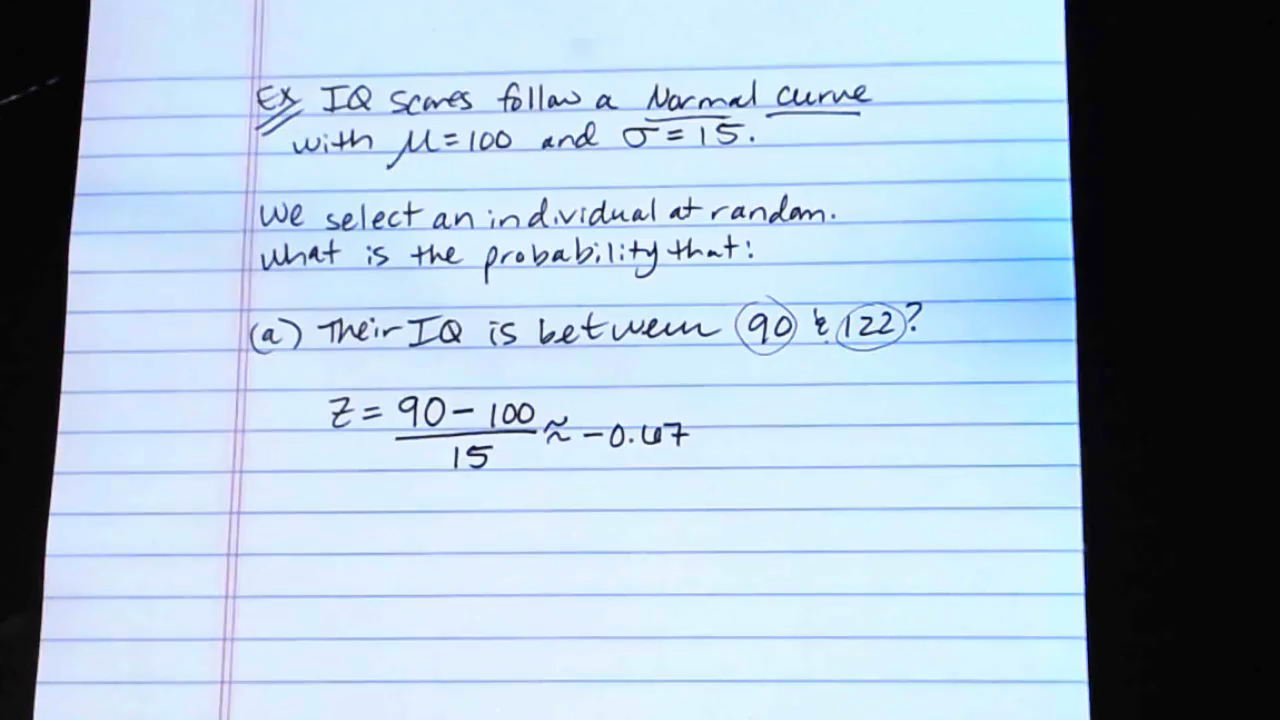 Ex IQ scores follow a Normal curve
with μ = 100 and σ = 15.
We select an individual at random.
What is the probability that:
(a) Their IQ is between 90 & 122?
Z = 90 - 100 / 15 ≈ -0.67